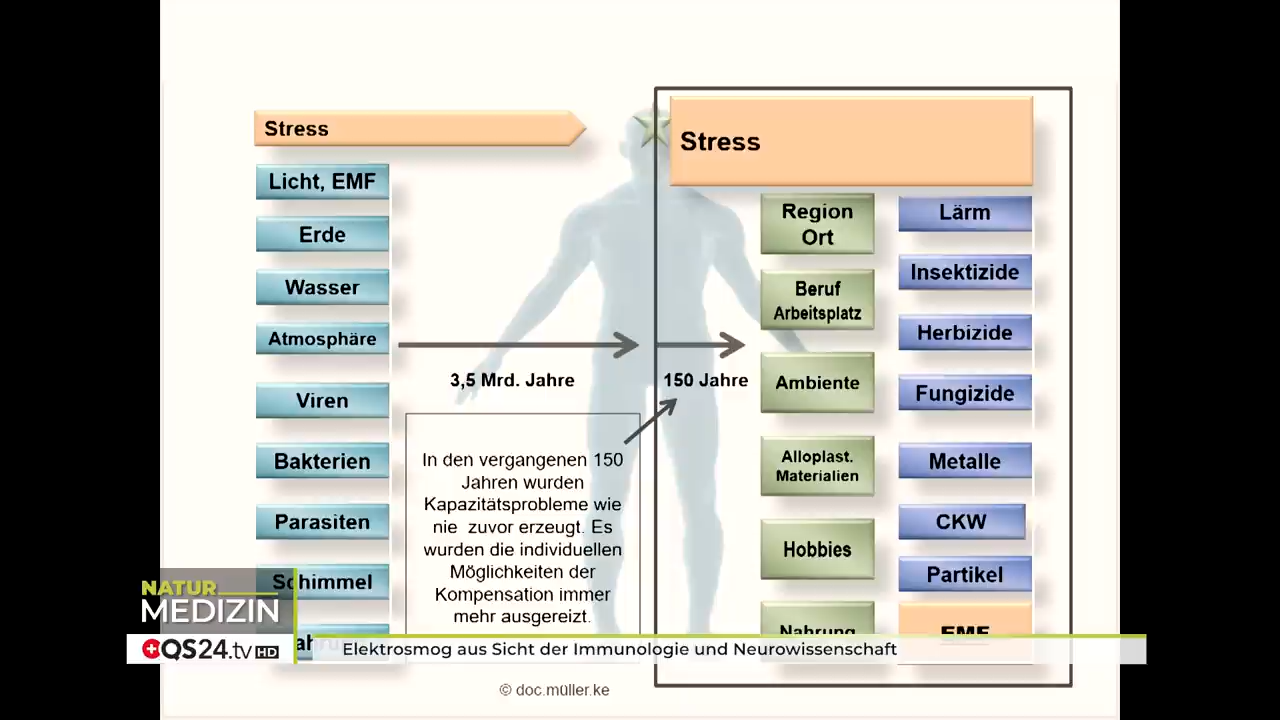 Stress
Licht, EMF
Erde
Wasser
Atmosphäre
Viren
Bakterien
Parasiten
Schimmel
3,5 Mrd. Jahre
In den vergangenen 150
Jahren wurden
Kapazitätsprobleme wie
nie zuvor erzeugt. Es
wurden die individuellen
Möglichkeiten der
Kompensation immer
mehr ausgereizt.
150 Jahre
Stress
Region
Ort
Beruf
Arbeitsplatz
Ambiente
Alloplast.
Materialien
Hobbies
Nahrung
Lärm
Insektizide
Herbizide
Fungizide
Metalle
CKW
Partikel
EMF
NATUR
MEDIZIN
QS24.tv HD
Elektrosmog aus Sicht der Immunologie und Neurowissenschaft
© doc.müller.ke